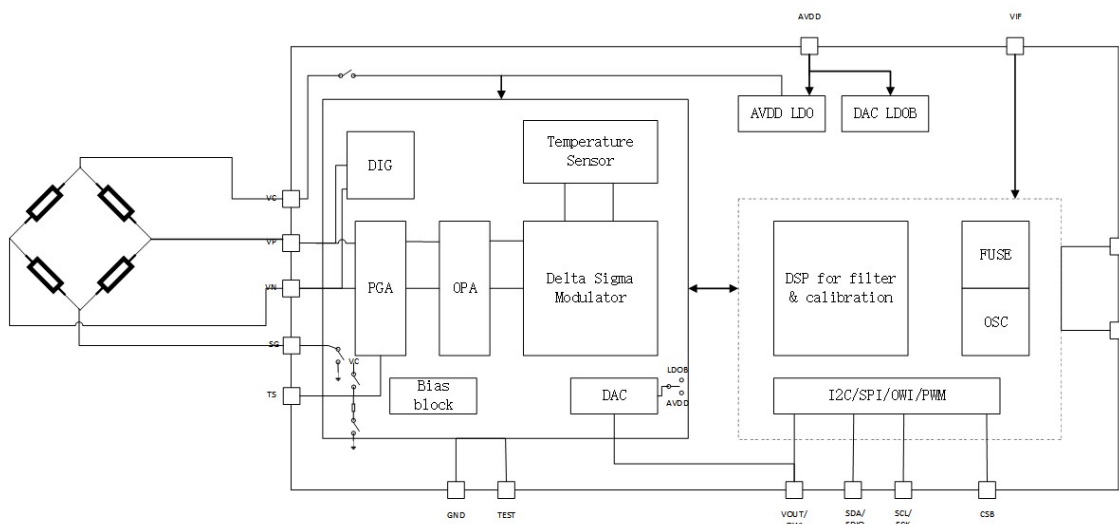 AVDD
VIF
AVDD LDO
DAC LDOB
Temperature
Sensor
DIG
VC
VP
VN
SG
TS
PGA
OPA
Delta Sigma
Modulator
DSP for filter
& calibration
FUSE
OSC
VC
Bias
block
DAC
LDOB
AVDD
I2C/SPI/OWI/PWM
GND
TEST
VOUT/
SDA/
SCL/
CSB